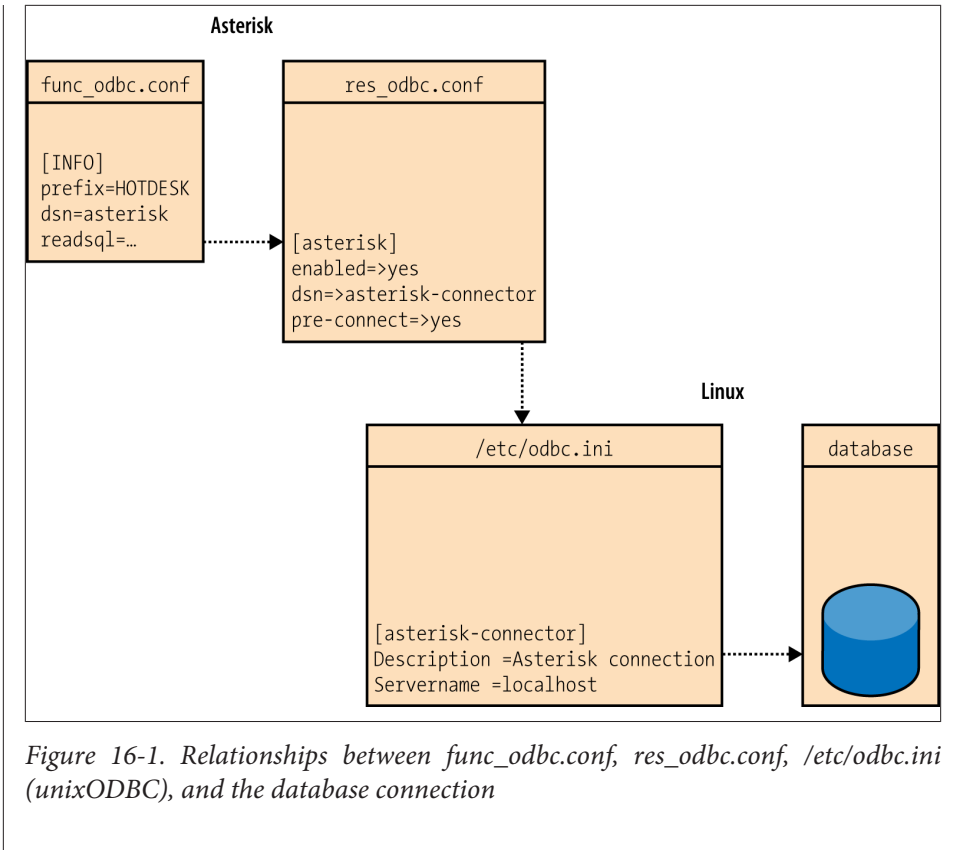 Asterisk
func_odbc.conf
[INFO]
prefix=HOTDESK
dsn=asterisk
readsql=…
res_odbc.conf
[asterisk]
enabled=>yes
dsn=>asterisk-connector
pre-connect=>yes
Linux
/etc/odbc.ini
[asterisk-connector]
Description =Asterisk connection
Servername =localhost
database
Figure 16-1. Relationships between func_odbc.conf, res_odbc.conf, /etc/odbc.ini
(unixODBC), and the database connection